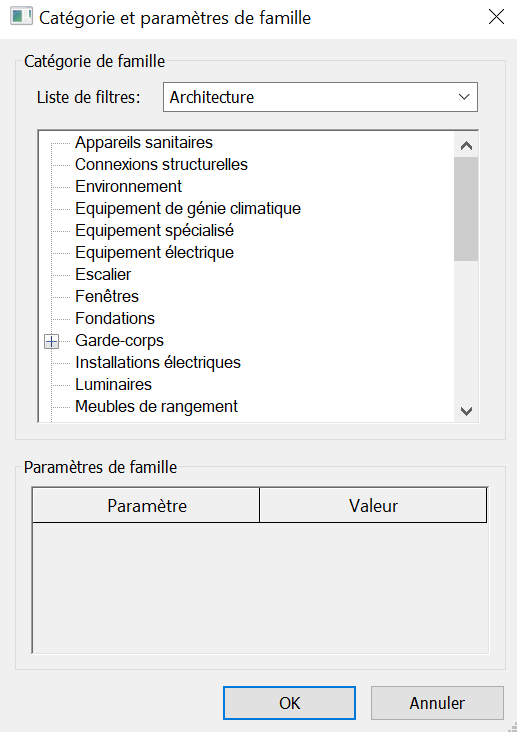 Catégorie et paramètres de famille
Catégorie de famille
Liste de filtres: Architecture
Appareils sanitaires
Connexions structurelles
Environnement
Equipement de génie climatique
Equipement spécialisé
Equipement électrique
Escalier
Fenêtres
Fondations
Garde-corps
Installations électriques
Luminaires
Meubles de rangement
Paramètres de famille
Paramètre Valeur
OK Annuler